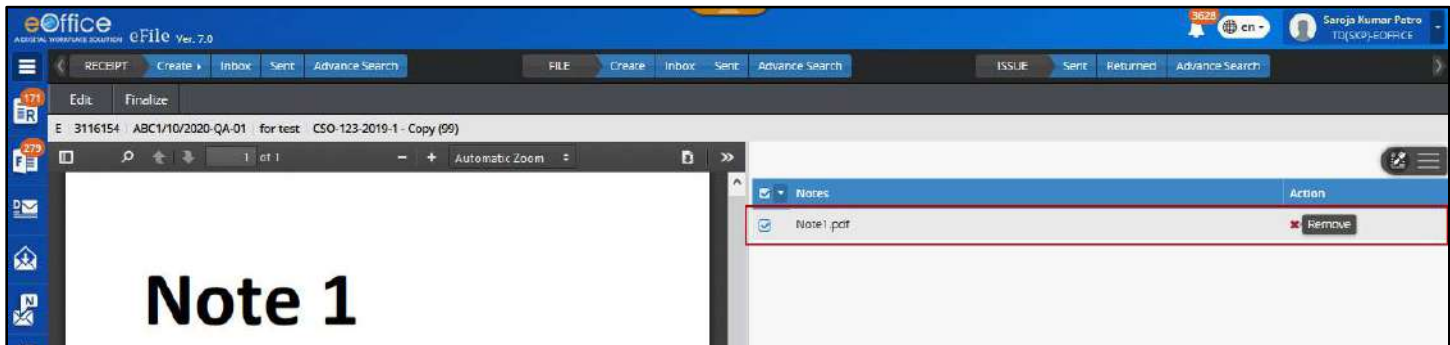 3628
eOffice
A DIGITAL WORKPLACE SOLUTION eFile Ver. 7.0
en
Saroja Kumar Patro
TD(SKP)-EOFFICE
RECEIPT Create Inbox Sent Advance Search FILE Create Inbox Sent Advance Search ISSUE Sent Returned Advance Search
171
R
Edit Finalize
E 3116154 ABC1/10/2020-QA-01 for test CSO-123-2019-1 - Copy (99)
279
F
1 of 1 - + Automatic Zoom
Notes Action
D
Note1.pdf Remove
Note 1
N